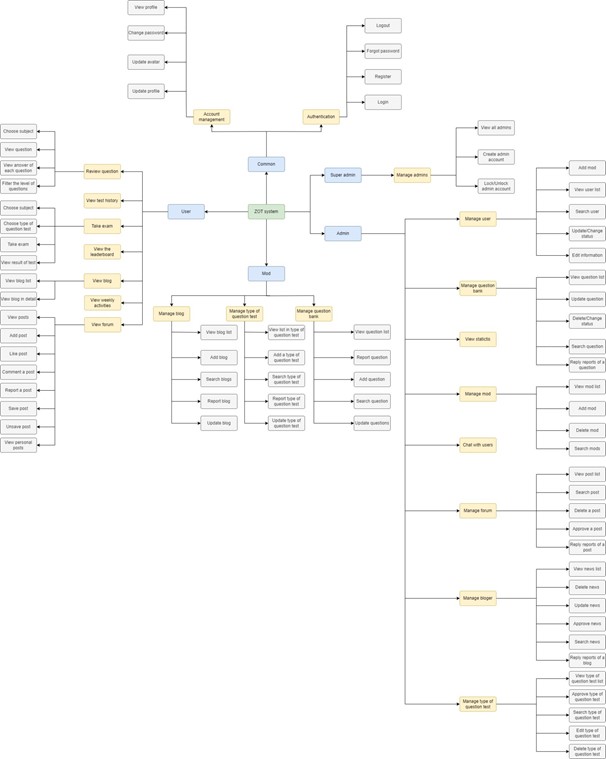 View profile
Change password
Update avatar
Update profile
Account
management
Logout
Forgot password
Register
Login
Authentication
Common
ZOT system
User
Review question
Choose subject
View question
View answer of
each question
Filter the level of
questions
View test history
Take exam
Choose subject
Choose type of
question test
Take exam
View result of test
View the
leaderboard
View blog
View blog list
View blog in detail
View weekly
activities
View forum
View posts
Add post
Like post
Comment a post
Report a post
Save post
Unsave post
View personal
posts
Mod
Manage blog
View blog list
Add blog
Search blogs
Report blog
Update blog
Manage type of
question test
View list in type of
question test
Add a type of
question test
Search type of
question test
Report type of
question test
Update type of
question test
Manage question
bank
View question list
Report question
Add question
Search question
Update questions
Super admin
Manage admins
View all admins
Create admin
account
Lock/Unlock
admin account
Admin
Manage user
Add mod
View user list
Search user
Update/Change
status
Edit information
Manage question
bank
View question list
Update question
Delete/Change
status
Search question
Reply reports of a
question
View statictic
Manage mod
View mod list
Add mod
Delete mod
Search mods
Chat with users
Manage forum
View post list
Search post
Delete a post
Approve a post
Reply reports of a
post
Manage bloger
View news list
Delete news
Update news
Approve news
Search news
Reply reports of a
blog
Manage type of
question test
View type of
question test list
Approve type of
question test
Search type of
question test
Edit type of
question test
Delete type of
question test